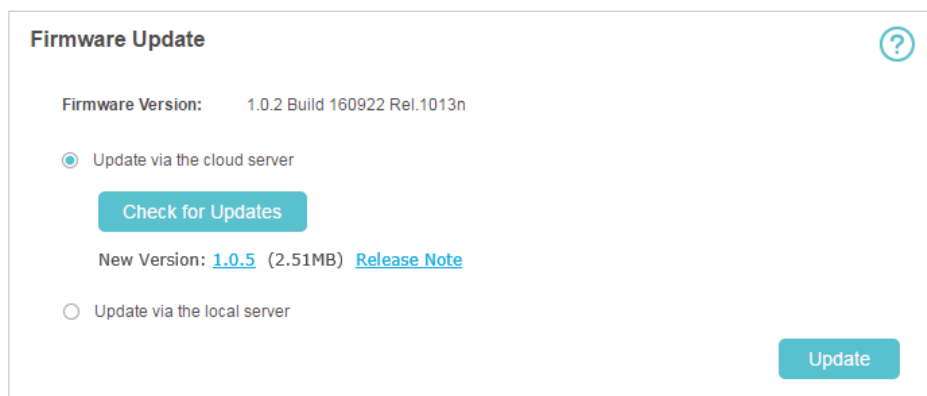 Firmware Update
?
Firmware Version: 1.0.2 Build 160922 Rel.1013n
Update via the cloud server
Check for Updates
New Version: 1.0.5 (2.51MB) Release Note
Update via the local server
Update